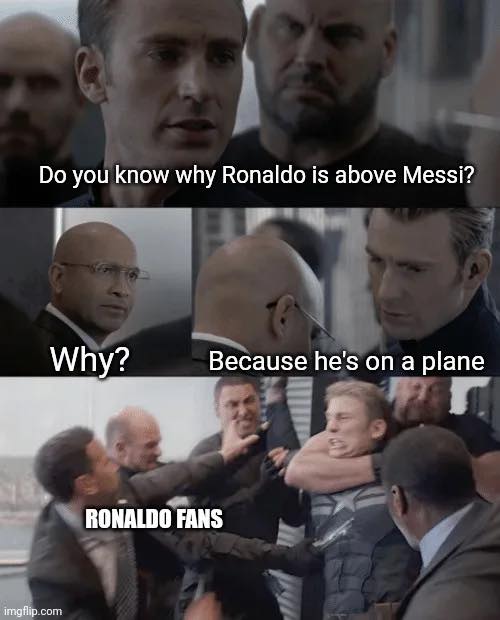 Do you know why Ronaldo is above Messi?
Why?
Because he's on a plane
RONALDO FANS
imgflip.com